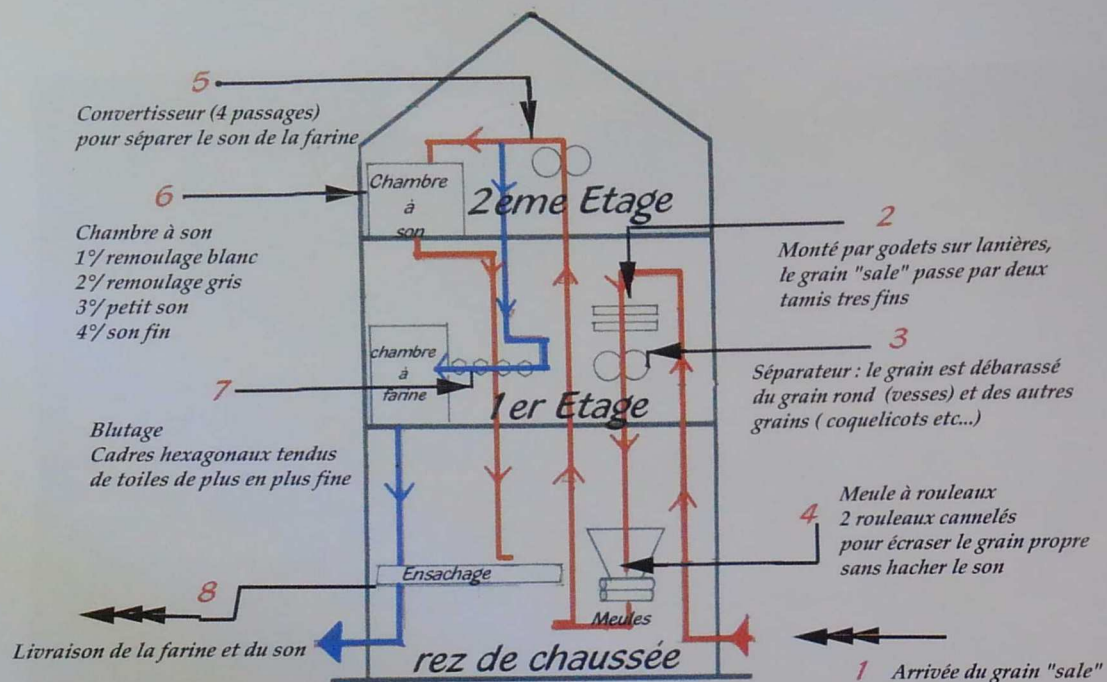 5
Convertisseur (4 passages)
pour séparer le son de la farine
6
Chambre à son
1°/ remoulage blanc
2°/ remoulage gris
3°/ petit son
4°/ son fin
7
Blutage
Cadres hexagonaux tendus
de toiles de plus en plus fine
8
Livraison de la farine et du son
Chambre
à
son
2ème Etage
chambre
à
farine
1er Etage
Ensachage
Meules
rez de chaussée
2
Monté par godets sur lanières,
le grain "sale" passe par deux
tamis tres fins
3
Séparateur : le grain est débarassé
du grain rond (vesses) et des autres
grains ( coquelicots etc...)
4
Meule à rouleaux
2 rouleaux cannelés
pour écraser le grain propre
sans hacher le son
1 Arrivée du grain "sale"